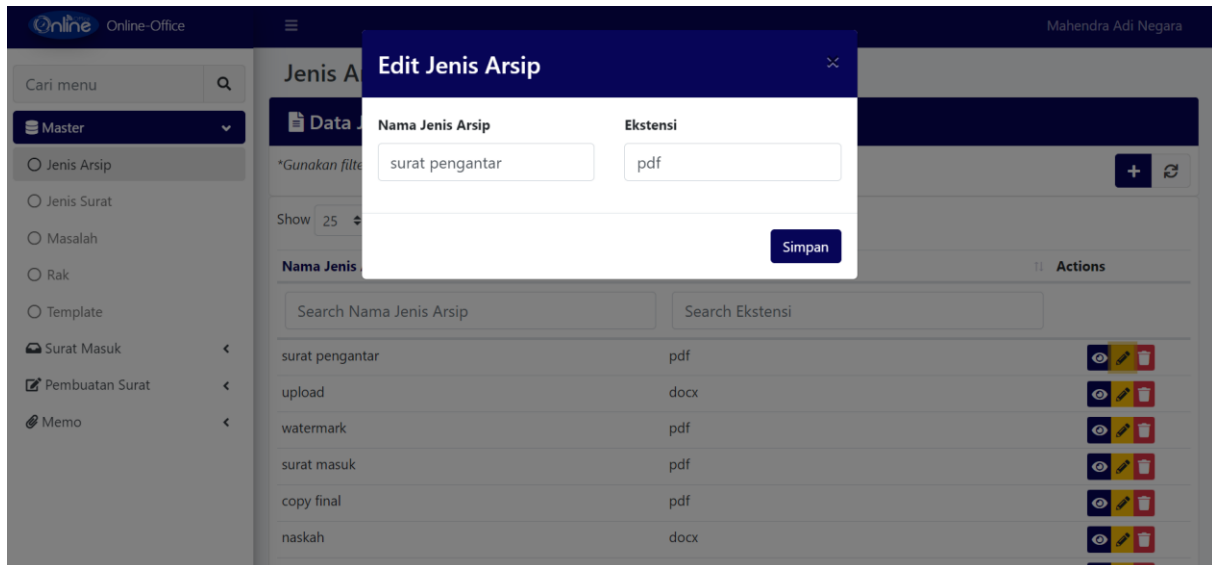 Online Online-Office
Mahendra Adi Negara
Cari menu
Master
Jenis Arsip
Jenis Surat
Masalah
Rak
Template
Surat Masuk
Pembuatan Surat
Memo
Jenis
Data
*Gunakan
Show 25
Edit Jenis Arsip
Nama Jenis Arsip Ekstensi
surat pengantar pdf
Simpan
Nama Jenis Actions
Search Nama Jenis Arsip Search Ekstensi
surat pengantar pdf
upload docx
watermark pdf
surat masuk pdf
copy final pdf
naskah docx